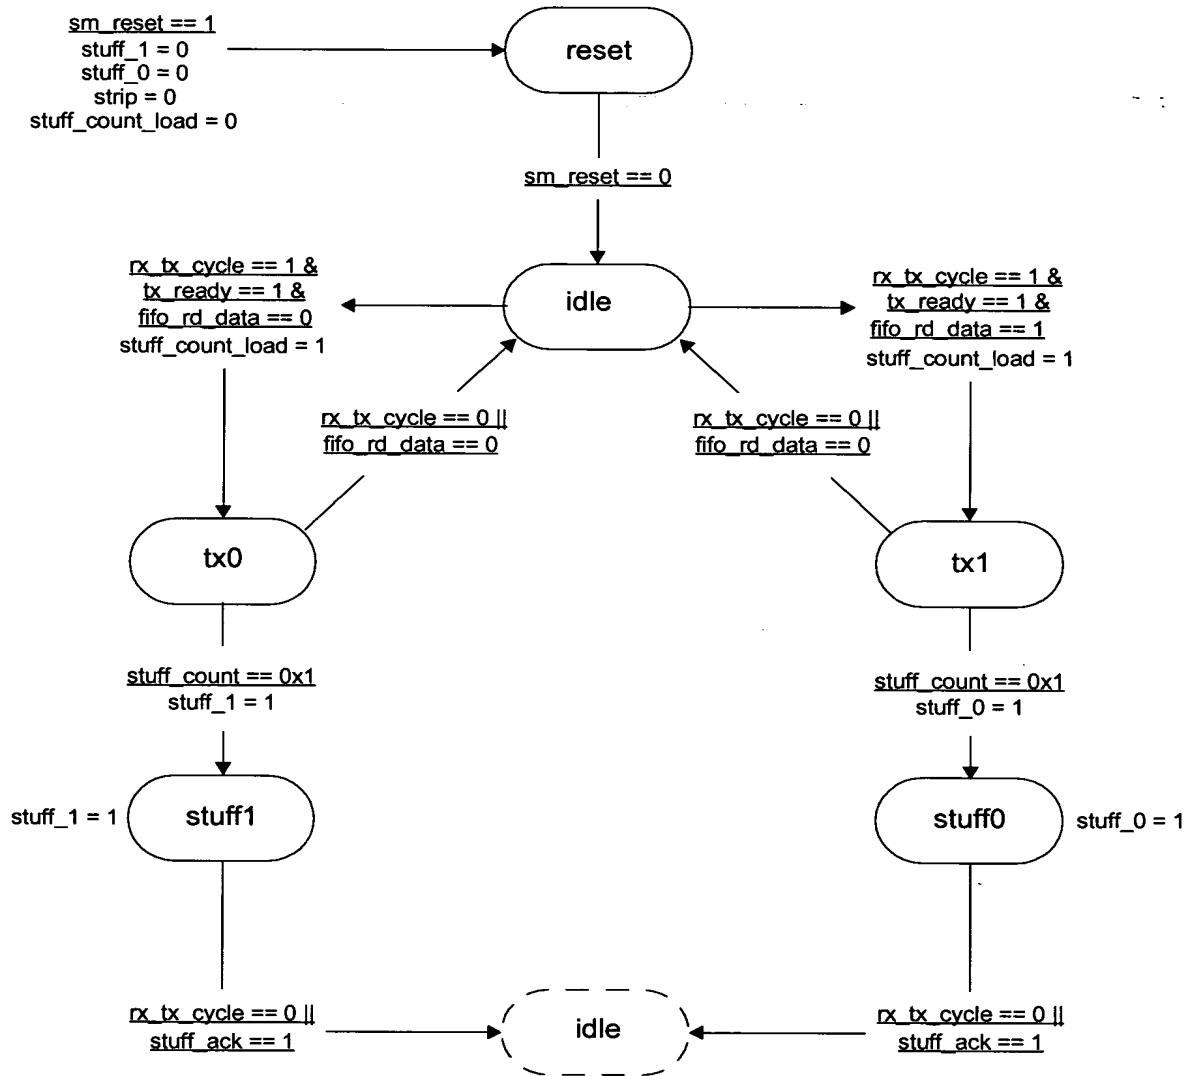 sm_reset == 1
stuff_1 = 0
stuff_0 = 0
strip = 0
stuff_count_load = 0
reset
sm_reset == 0
idle
rx_tx_cycle == 1 &
tx_ready == 1 &
fifo_rd_data == 0
stuff_count_load = 1
rx_tx_cycle == 1 &
tx_ready == 1 &
fifo_rd_data == 1
stuff_count_load = 1
rx_tx_cycle == 0 ||
fifo_rd_data == 0
rx_tx_cycle == 0 ||
fifo_rd_data == 0
tx0
tx1
stuff_count == 0x1
stuff_1 = 1
stuff_count == 0x1
stuff_0 = 1
stuff_1 = 1
stuff1
stuff0
stuff_0 = 1
rx_tx_cycle == 0 ||
stuff_ack == 1
idle
rx_tx_cycle == 0 ||
stuff_ack == 1